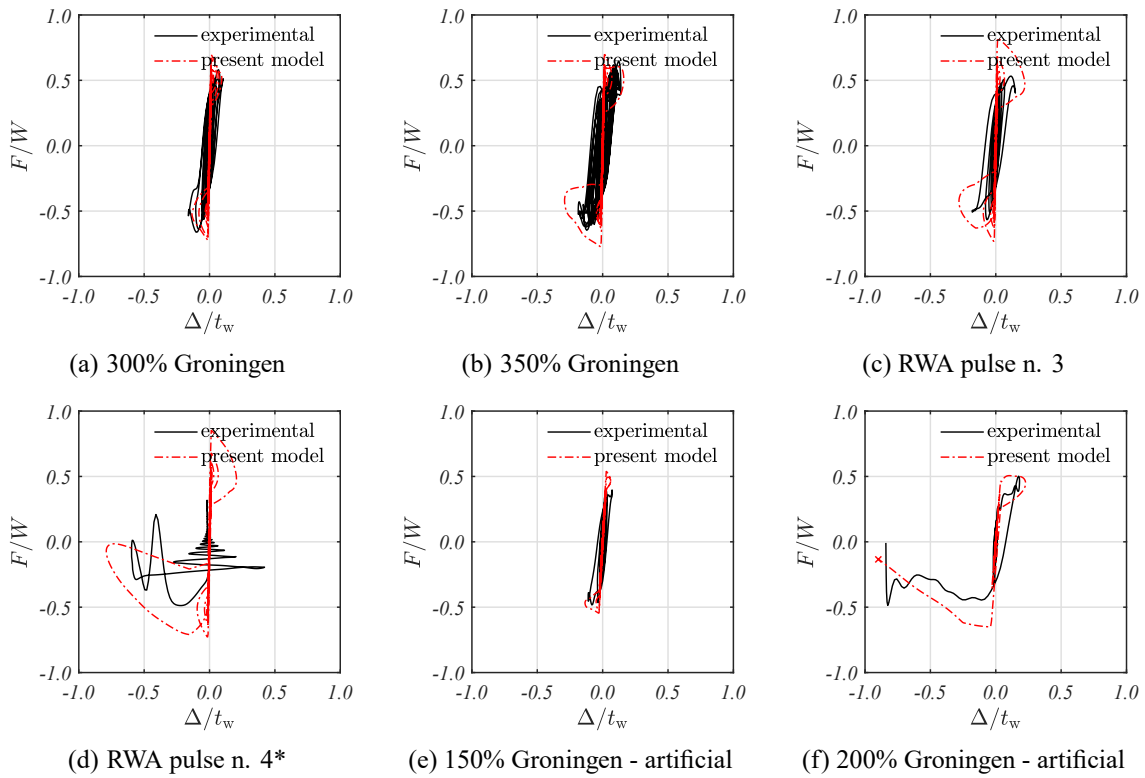 1.0
0.5
0.0
-0.5
-1.0
F/W
-1.0 -0.5 0.0 0.5 1.0
Δ/t_w
experimental
present model
(a) 300% Groningen
1.0
0.5
0.0
-0.5
-1.0
F/W
-1.0 -0.5 0.0 0.5 1.0
Δ/t_w
experimental
present model
(b) 350% Groningen
1.0
0.5
0.0
-0.5
-1.0
F/W
-1.0 -0.5 0.0 0.5 1.0
Δ/t_w
experimental
present model
(c) RWA pulse n. 3
1.0
0.5
0.0
-0.5
-1.0
F/W
-1.0 -0.5 0.0 0.5 1.0
Δ/t_w
experimental
present model
(d) RWA pulse n. 4*
1.0
0.5
0.0
-0.5
-1.0
F/W
-1.0 -0.5 0.0 0.5 1.0
Δ/t_w
experimental
present model
(e) 150% Groningen - artificial
1.0
0.5
0.0
-0.5
-1.0
F/W
-1.0 -0.5 0.0 0.5 1.0
Δ/t_w
experimental
present model
(f) 200% Groningen - artificial